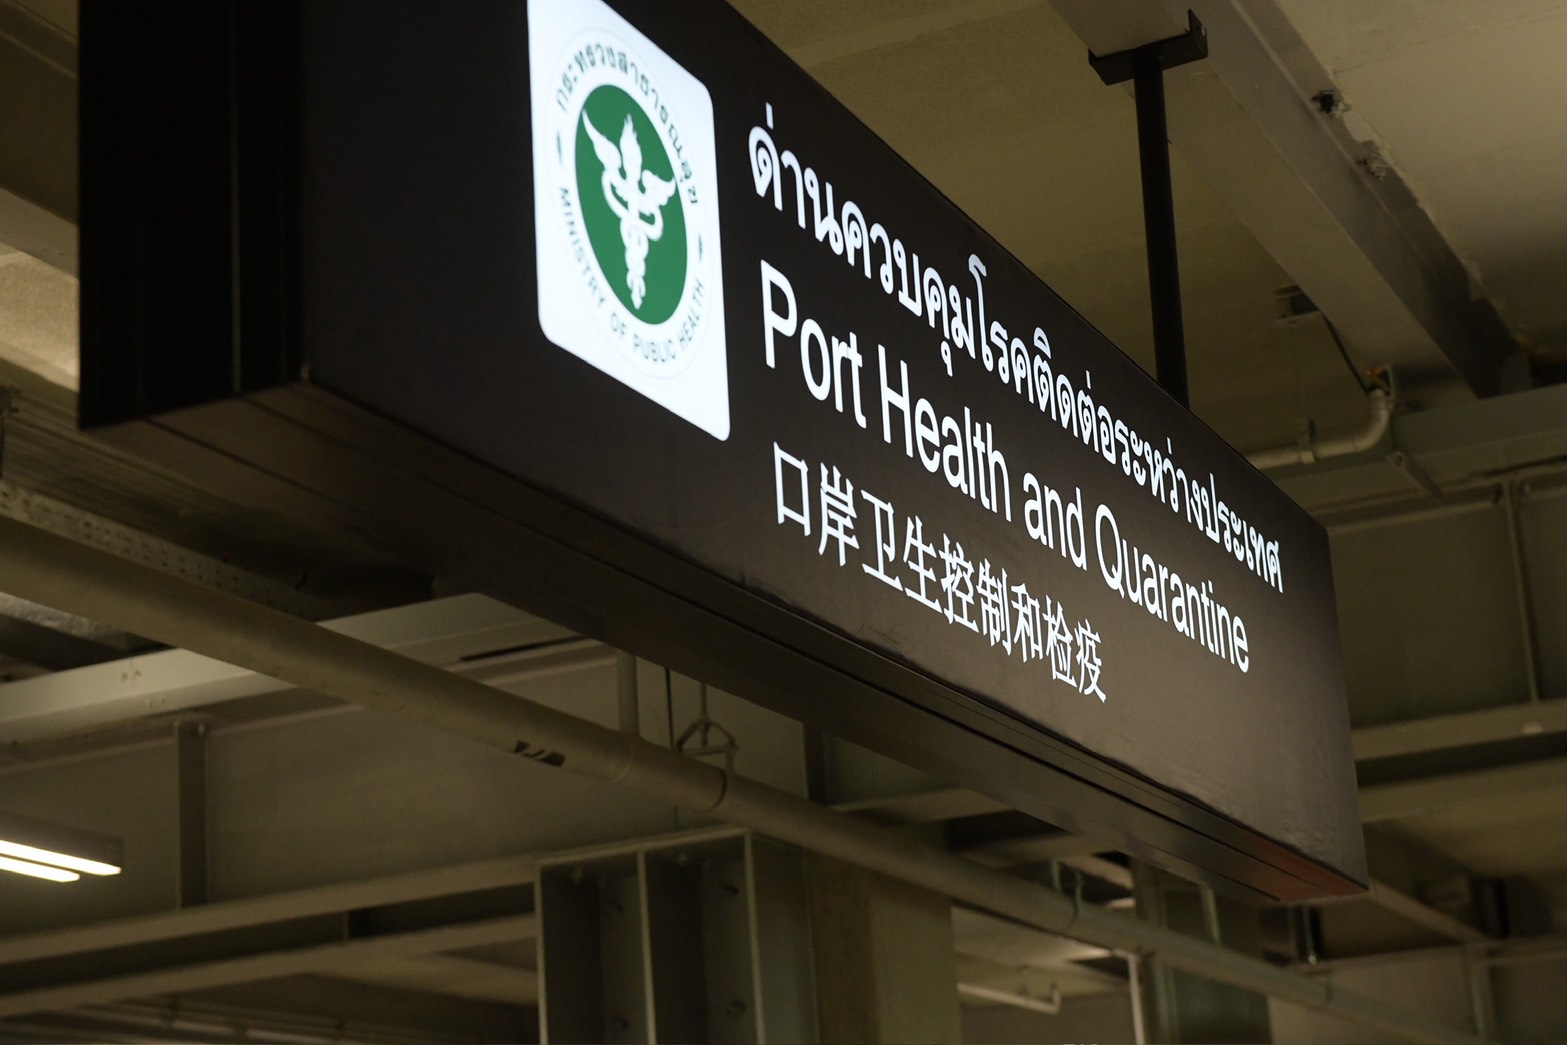 กระทรวงสาธารณสุข
MINISTRY OF PUBLIC HEALTH
ด่านควบคุมโรคติดต่อระหว่างประเทศ
Port Health and Quarantine
口岸卫生控制和检疫